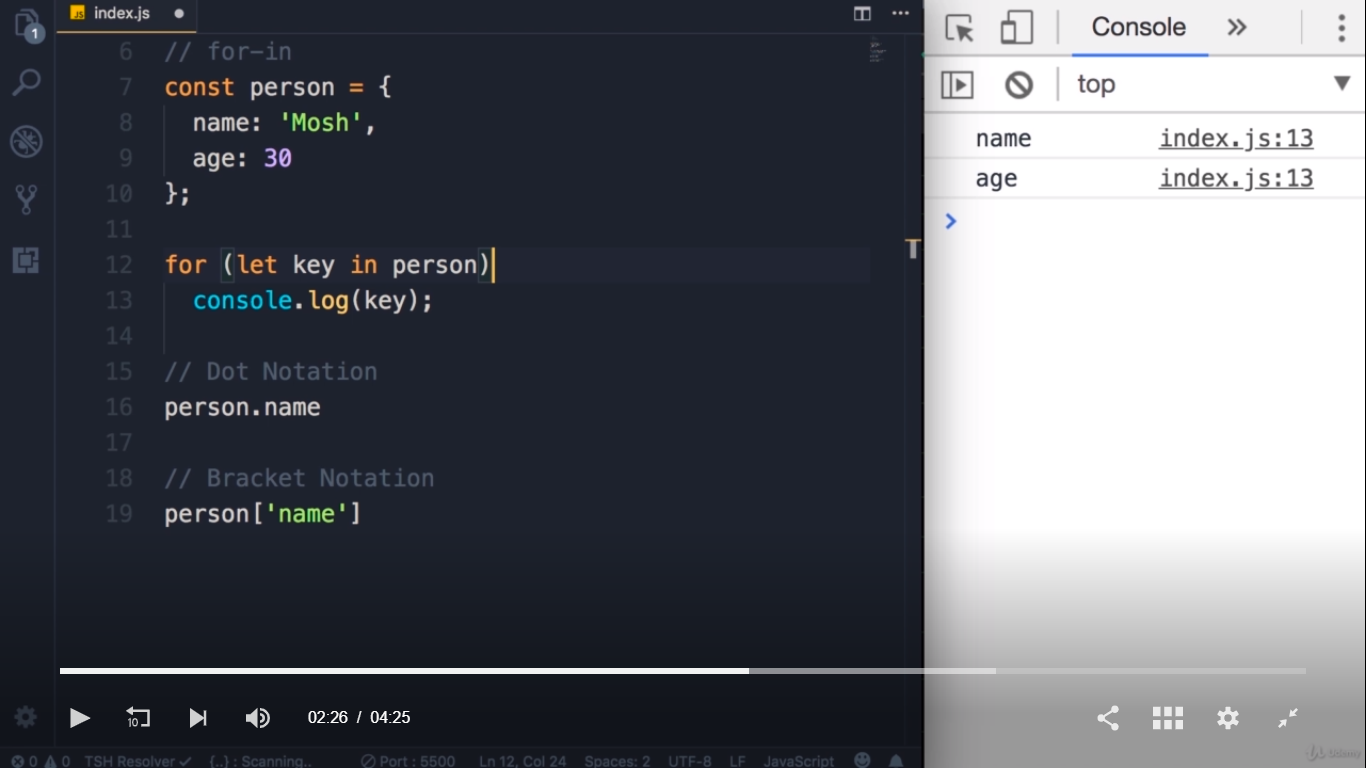 JS index.js
1
6 // for-in
7 const person = {
8 name: 'Mosh',
9 age: 30
10 };
11
12 for (let key in person)
13 console.log(key);
14
15 // Dot Notation
16 person.name
17
18 // Bracket Notation
19 person['name']
Console
top
name index.js:13
age index.js:13
10
02:26 / 04:25
0 0 TSH Resolver {..} : Scanning.. Port : 5500 Ln 12, Col 24 Spaces: 2 UTF-8 LF JavaScript
Udemy